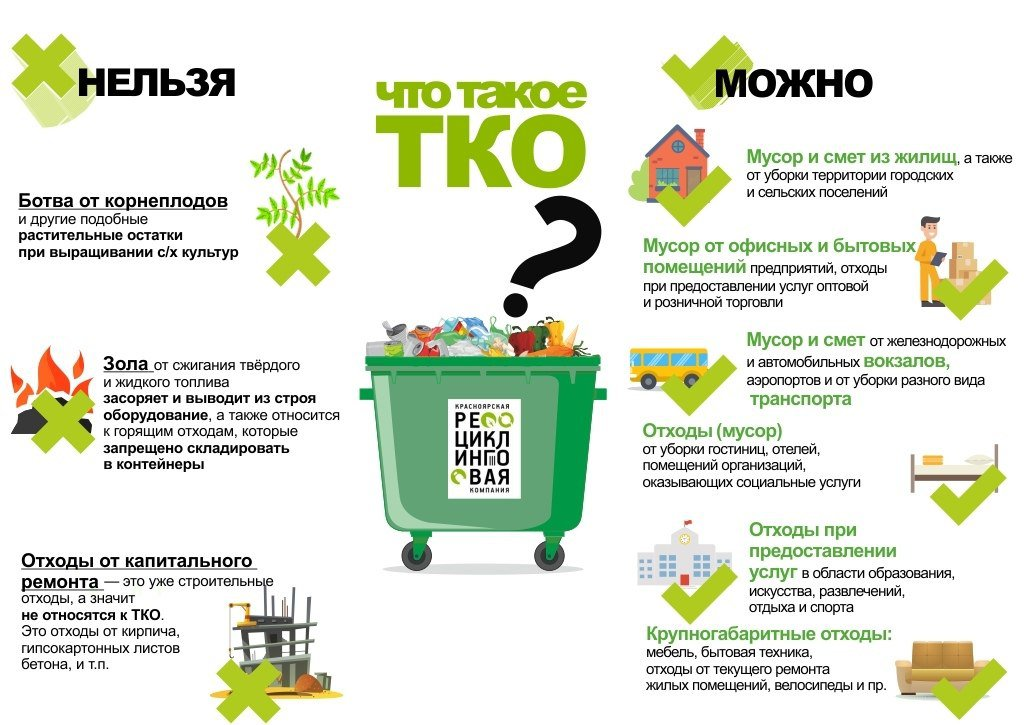 НЕЛЬЗЯ
Ботва от корнеплодов
и другие подобные
растительные остатки
при выращивании с/х культур
Зола от сжигания твёрдого
и жидкого топлива
засоряет и выводит из строя
оборудование, а также относится
к горящим отходам, которые
запрещено складировать
в контейнеры
Отходы от капитального
ремонта — это уже строительные
отходы, а значит
не относятся к ТКО.
Это отходы от кирпича,
гипсокартонных листов
бетона, и т.п.
что такое
ТКО
?
КРАСНОЯРСКАЯ
РЕ
ЦИКЛ
ИНГО
ВАЯ
КОМПАНИЯ
МОЖНО
Мусор и смет из жилищ, а также
от уборки территории городских
и сельских поселений
Мусор от офисных и бытовых
помещений предприятий, отходы
при предоставлении услуг оптовой
и розничной торговли
Мусор и смет от железнодорожных
и автомобильных вокзалов,
аэропортов и от уборки разного вида
транспорта
Отходы (мусор)
от уборки гостиниц, отелей,
помещений организаций,
оказывающих социальные услуги
Отходы при
предоставлении
услуг в области образования,
искусства, развлечений,
отдыха и спорта
Крупногабаритные отходы:
мебель, бытовая техника,
отходы от текущего ремонта
жилых помещений, велосипеды и пр.